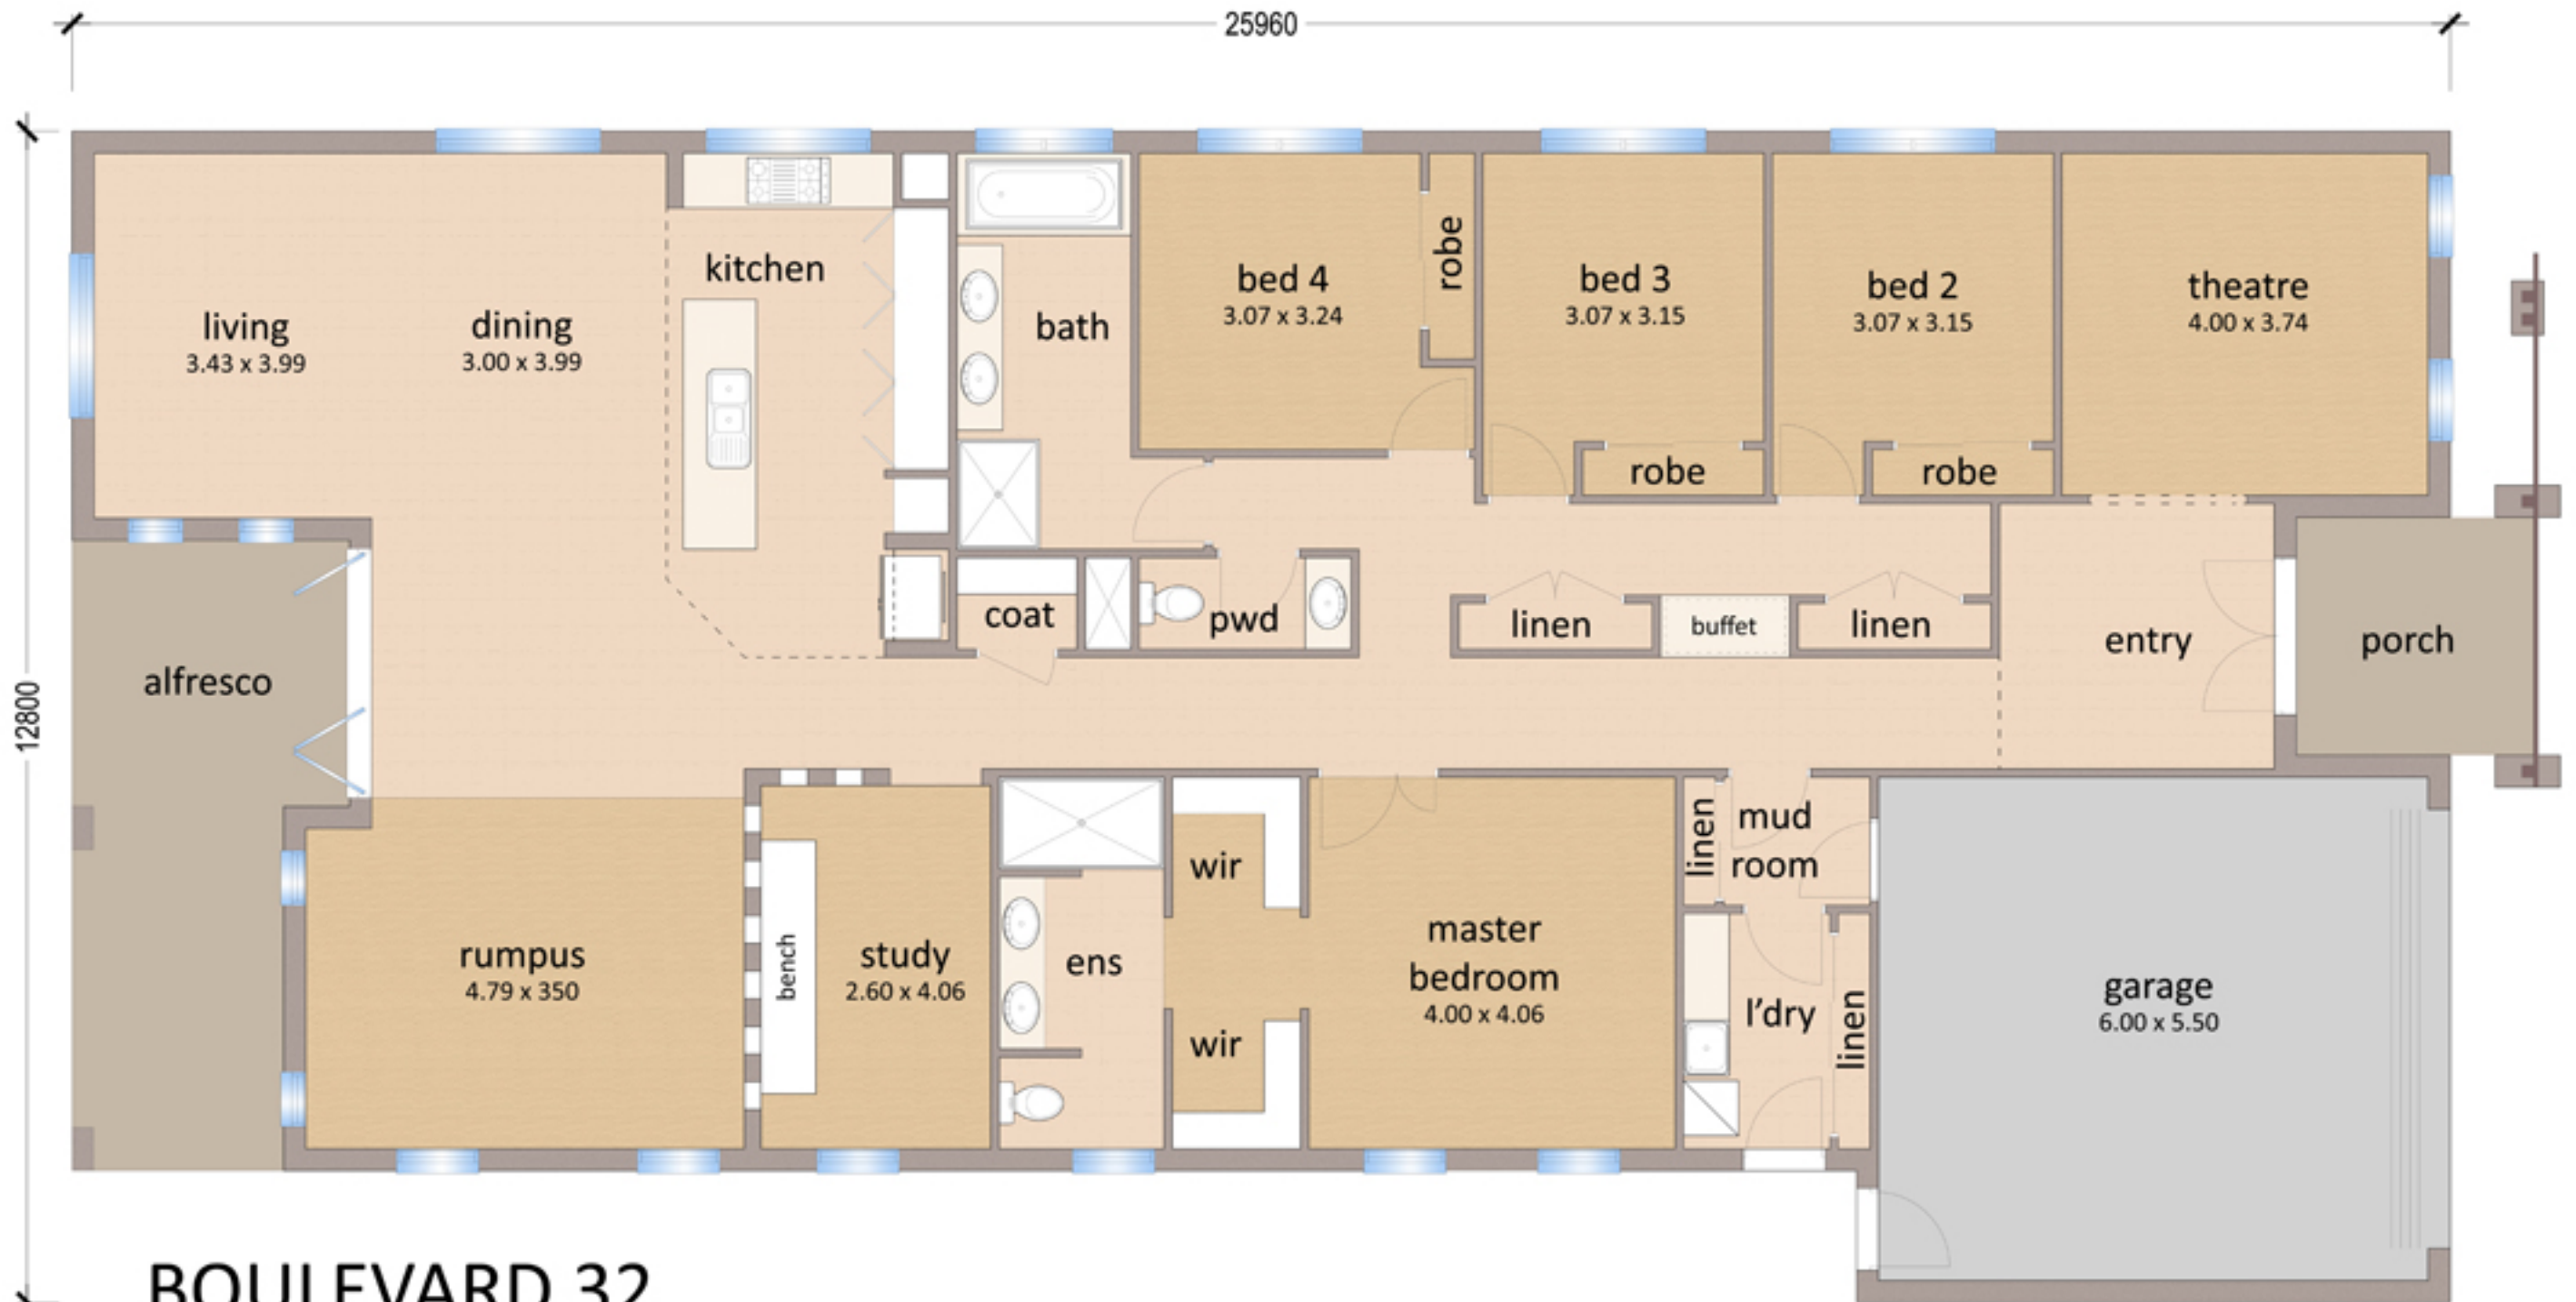 25960
12800
living
3.43 x 3.99
dining
3.00 x 3.99
kitchen
bath
bed 4
3.07 x 3.24
robe
bed 3
3.07 x 3.15
robe
bed 2
3.07 x 3.15
robe
theatre
4.00 x 3.74
alfresco
coat
pwd
linen
buffet
linen
entry
porch
rumpus
4.79 x 350
bench
study
2.60 x 4.06
ens
wir
wir
master
bedroom
4.00 x 4.06
linen
mud
room
l'dry
linen
garage
6.00 x 5.50
BOULEVARD 32